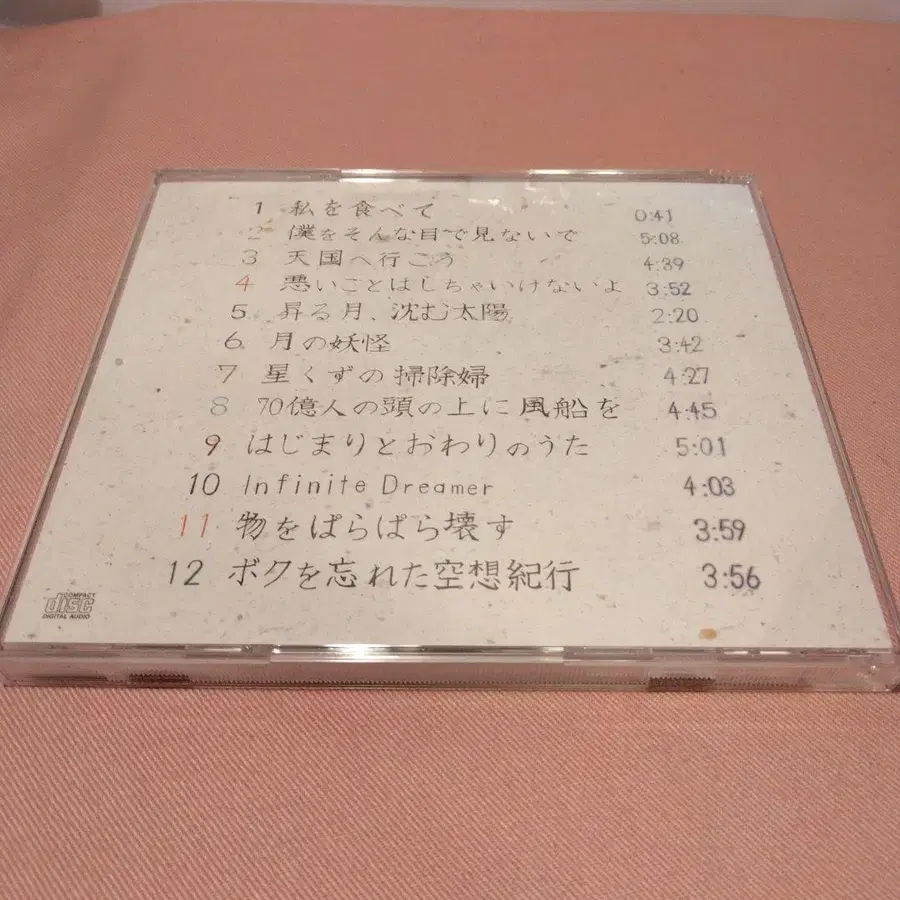 1 私を食べて 0:41
2 僕をそんな目で見ないで 5:08
3 天国へ行こう 4:39
4 悪いことはしちゃいけないよ 3:52
5 昇る月、沈む太陽 2:20
6 月の妖怪 3:42
7 星くずの掃除婦 4:27
8 70億人の頭の上に風船を 4:45
9 はじまりとおわりのうた 5:01
10 Infinite Dreamer 4:03
11 物をぱらぱら壊す 3:59
12 ボクを忘れた空想紀行 3:56
COMPACT
disc
DIGITAL AUDIO